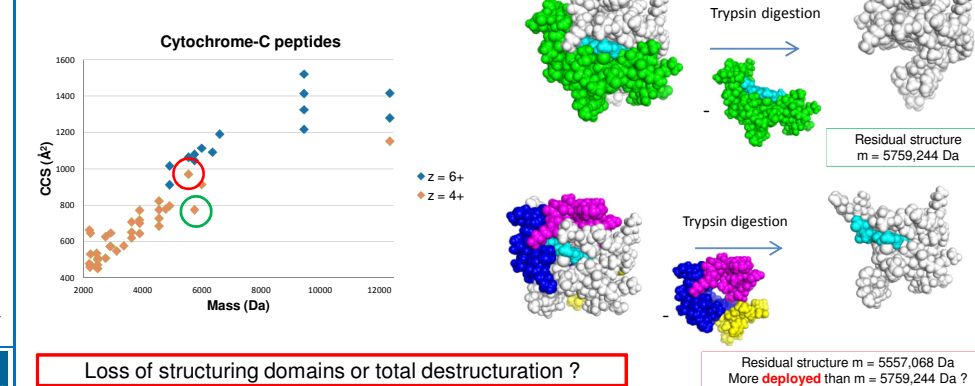 Cytochrome-C peptides
1600
1400
1200
1000
800
600
400
CCS (Å²)
2000 4000 6000 8000 10000 12000
Mass (Da)
z = 6+
z = 4+
Trypsin digestion
-
Residual structure
m = 5759,244 Da
Trypsin digestion
-
Loss of structuring domains or total destructuration ?
Residual structure m = 5557,068 Da
More deployed than m = 5759,244 Da ?